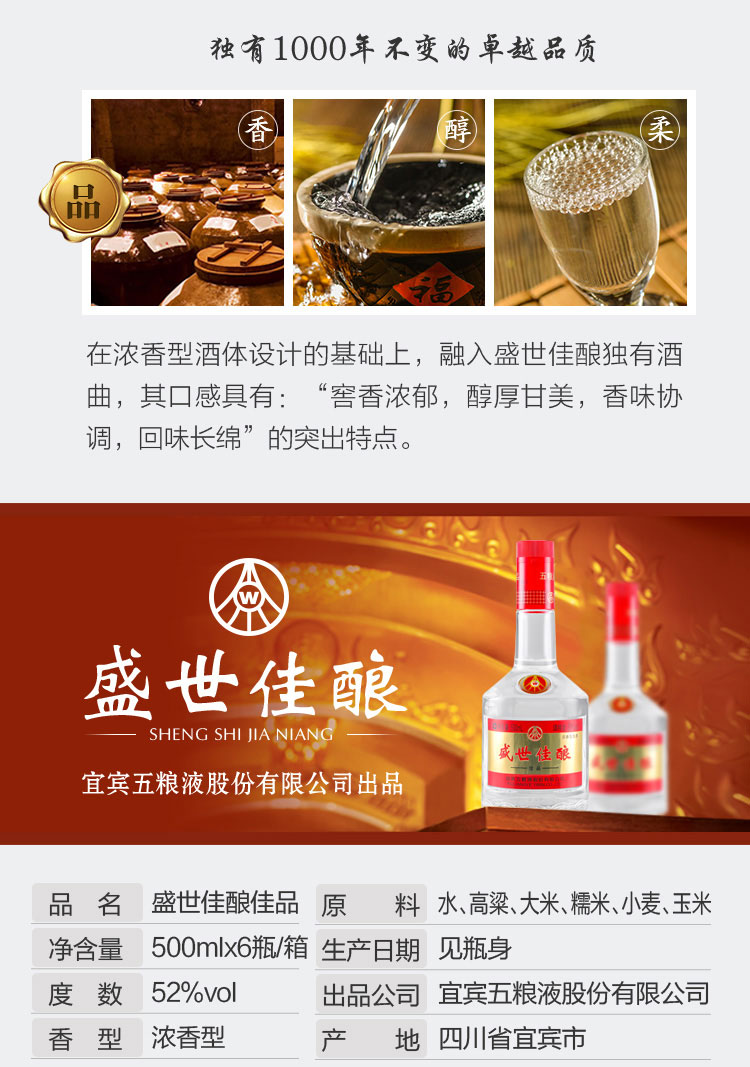 独有1000年不变的卓越品质
香
醇
柔
品
福
在浓香型酒体设计的基础上，融入盛世佳酿独有酒
曲，其口感具有：“窖香浓郁，醇厚甘美，香味协
调，回味长绵”的突出特点。
W
盛世佳酿
SHENG SHI JIA NIANG
宜宾五粮液股份有限公司出品
五
盛世佳酿
盛世佳酿
品 名 盛世佳酿佳品 原 料 水、高粱、大米、糯米、小麦、玉米
净含量 500mlx6瓶/箱 生产日期 见瓶身
度 数 52%vol 出品公司 宜宾五粮液股份有限公司
香 型 浓香型 产 地 四川省宜宾市